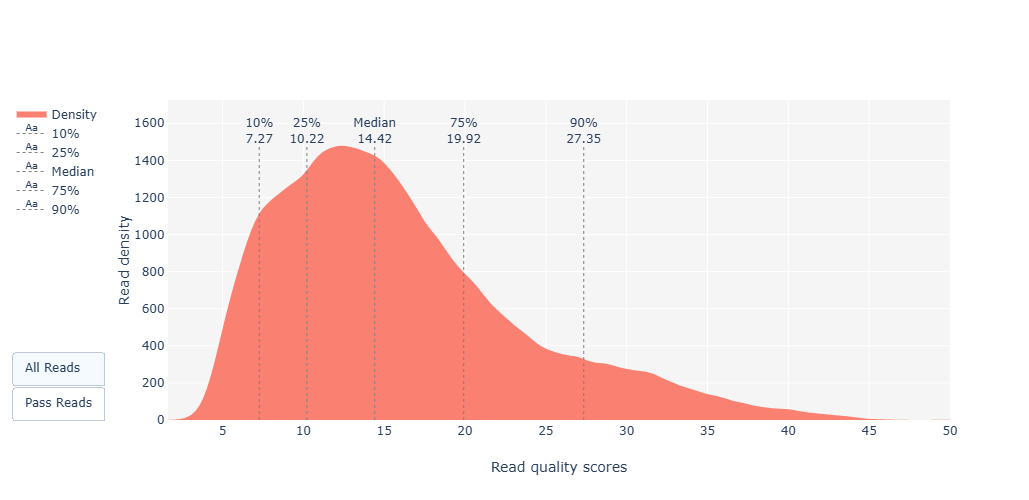 Density
Aa 10%
Aa 25%
Aa Median
Aa 75%
Aa 90%
All Reads
Pass Reads
Read density
1600
1400
1200
1000
800
600
400
200
0
10% 25% Median 75% 90%
7.27 10.22 14.42 19.92 27.35
5 10 15 20 25 30 35 40 45 50
Read quality scores